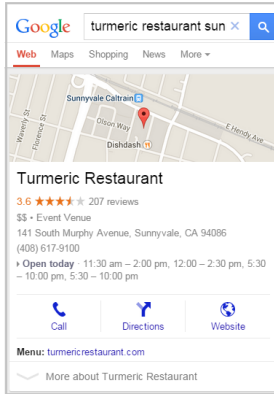 Google
turmeric restaurant sun ×
Web Maps Shopping News More
Sunnyvale Caltrain
Waverly St
Florence St
Olson Way
E Hendy Ave
Dishdash
Turmeric Restaurant
3.6 ★★★★★ 207 reviews
$$ • Event Venue
141 South Murphy Avenue, Sunnyvale, CA 94086
(408) 617-9100
Open today · 11:30 am – 2:00 pm, 12:00 – 2:30 pm, 5:30
– 10:00 pm, 5:30 – 10:00 pm
Call Directions Website
Menu: turmericrestaurant.com
More about Turmeric Restaurant